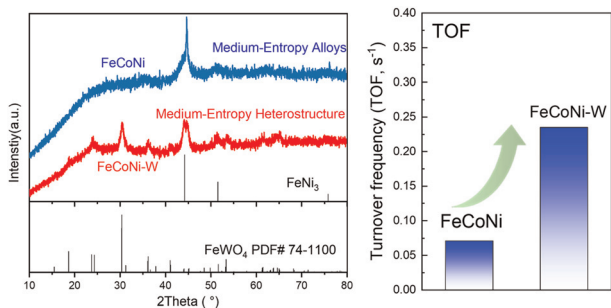 Intenstiy(a.u.)
FeCoNi
Medium-Entropy Alloys
Medium-Entropy Heterostructure
FeCoNi-W
FeNi3
FeWO4 PDF# 74-1100
10 20 30 40 50 60 70 80
2Theta ( ° )
TOF
Turnover frequency (TOF, s-1)
0.40
0.35
0.30
0.25
0.20
0.15
0.10
0.05
0.00
FeCoNi
FeCoNi-W